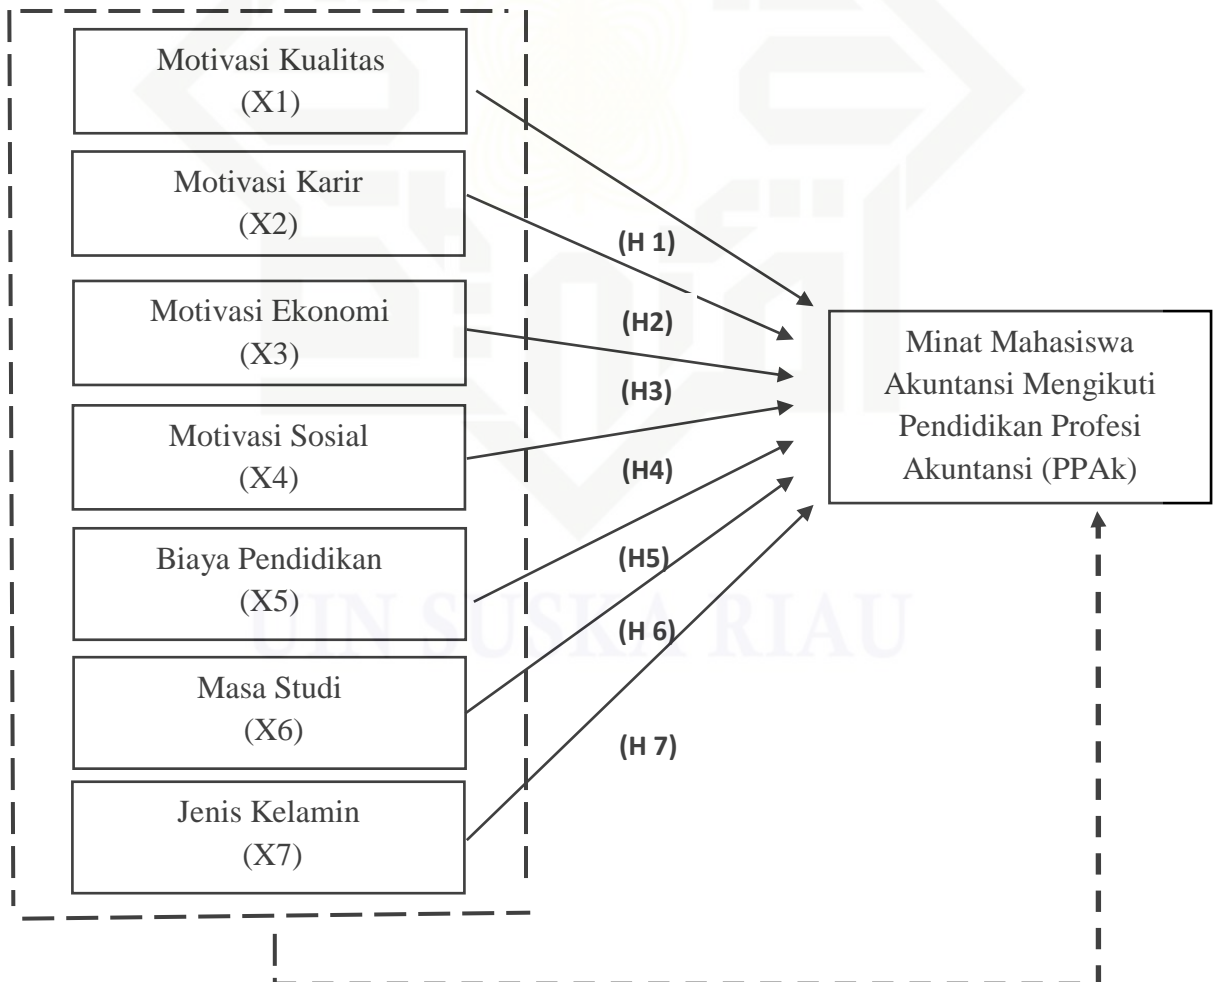 Motivasi Kualitas
(X1)
Motivasi Karir
(X2)
Motivasi Ekonomi
(X3)
Motivasi Sosial
(X4)
Biaya Pendidikan
(X5)
Masa Studi
(X6)
Jenis Kelamin
(X7)
(H 1)
(H2)
(H3)
(H4)
(H5)
(H 6)
(H 7)
Minat Mahasiswa
Akuntansi Mengikuti
Pendidikan Profesi
Akuntansi (PPAk)
UIN SUSKA RIAU